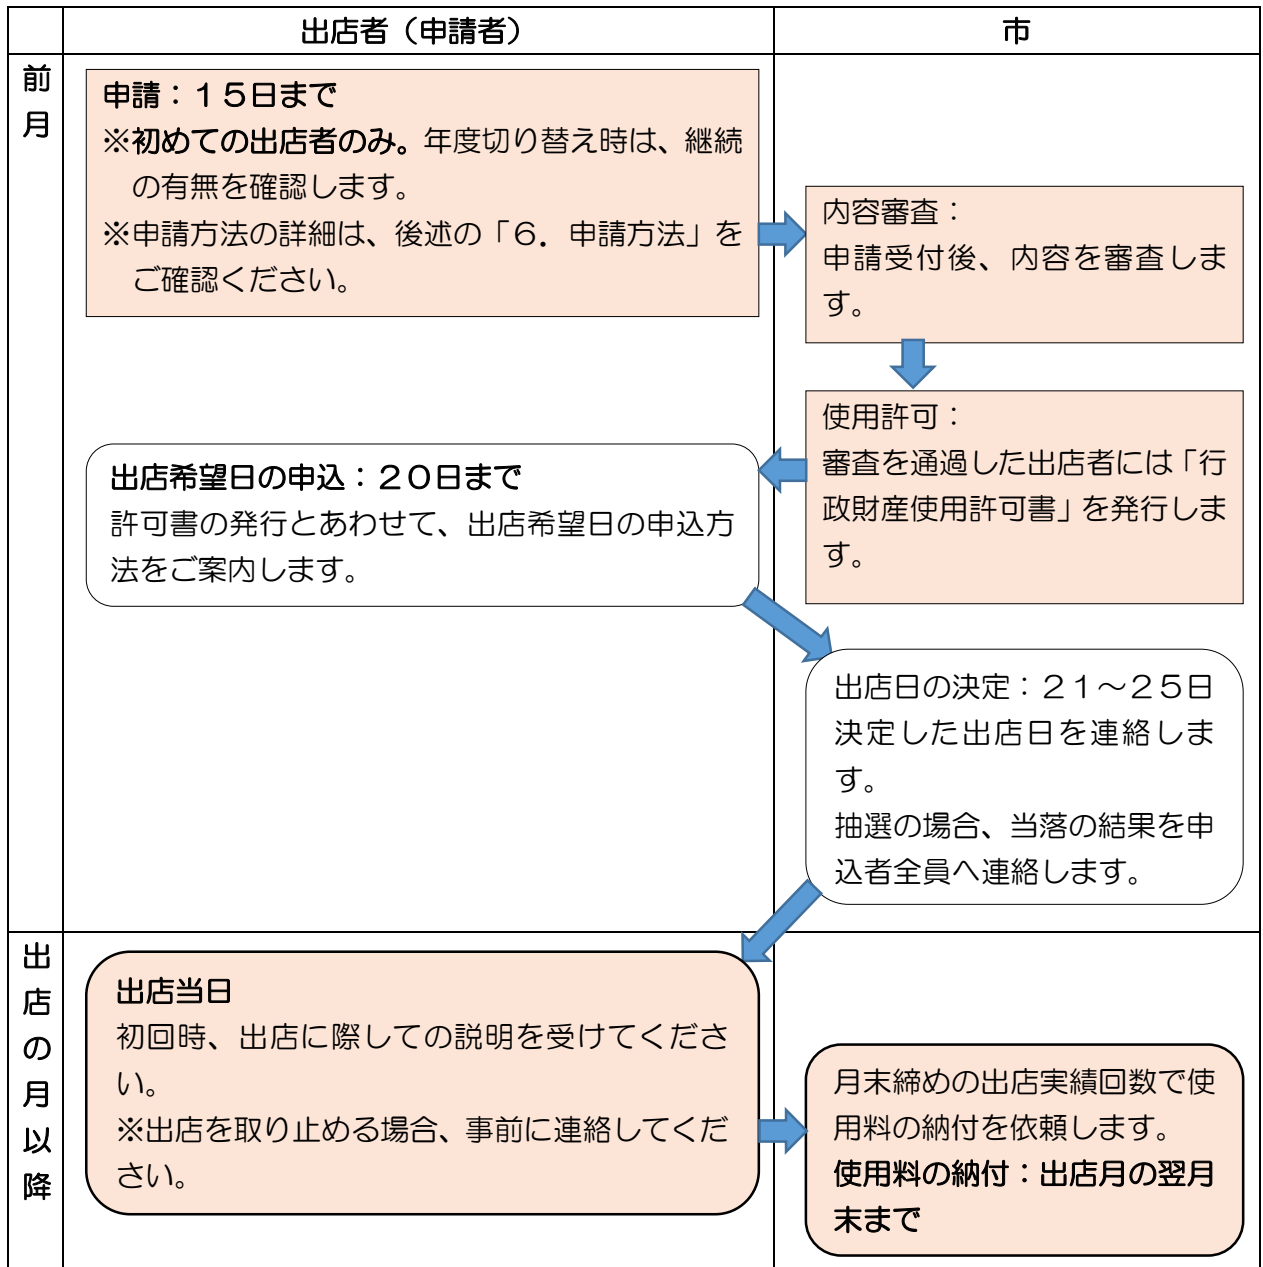 出店者（申請者）
市
前月
申請：１５日まで
※初めての出店者のみ。年度切り替え時は、継続
の有無を確認します。
※申請方法の詳細は、後述の「６．申請方法」を
ご確認ください。
内容審査：
申請受付後、内容を審査しま
す。
使用許可：
審査を通過した出店者には「行
政財産使用許可書」を発行しま
す。
出店希望日の申込：２０日まで
許可書の発行とあわせて、出店希望日の申込方
法をご案内します。
出店日の決定：２１～２５日
決定した出店日を連絡しま
す。
抽選の場合、当落の結果を申
込者全員へ連絡します。
出店の月以降
出店当日
初回時、出店に際しての説明を受けてくださ
い。
※出店を取り止める場合、事前に連絡してくだ
さい。
月末締めの出店実績回数で使
用料の納付を依頼します。
使用料の納付：出店月の翌月
末まで